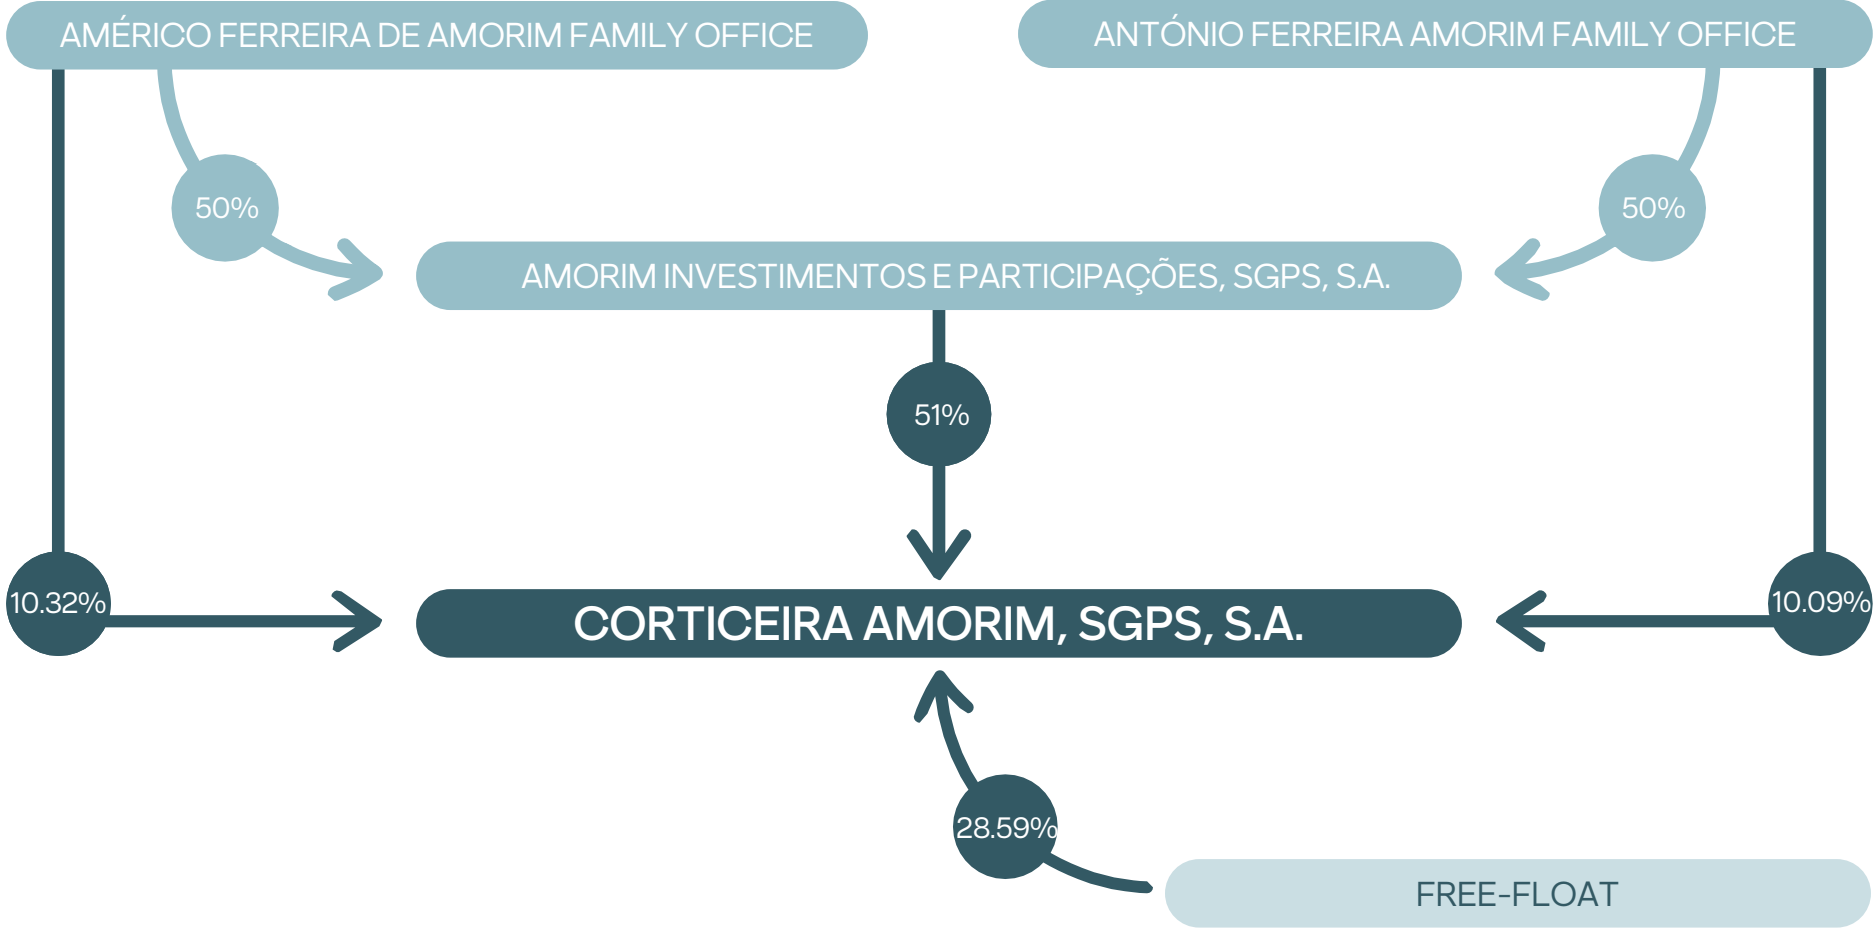 AMÉRICO FERREIRA DE AMORIM FAMILY OFFICE
ANTÓNIO FERREIRA AMORIM FAMILY OFFICE
50%
50%
AMORIM INVESTIMENTOS E PARTICIPAÇÕES, SGPS, S.A.
51%
10.32%
10.09%
CORTICEIRA AMORIM, SGPS, S.A.
28.59%
FREE-FLOAT